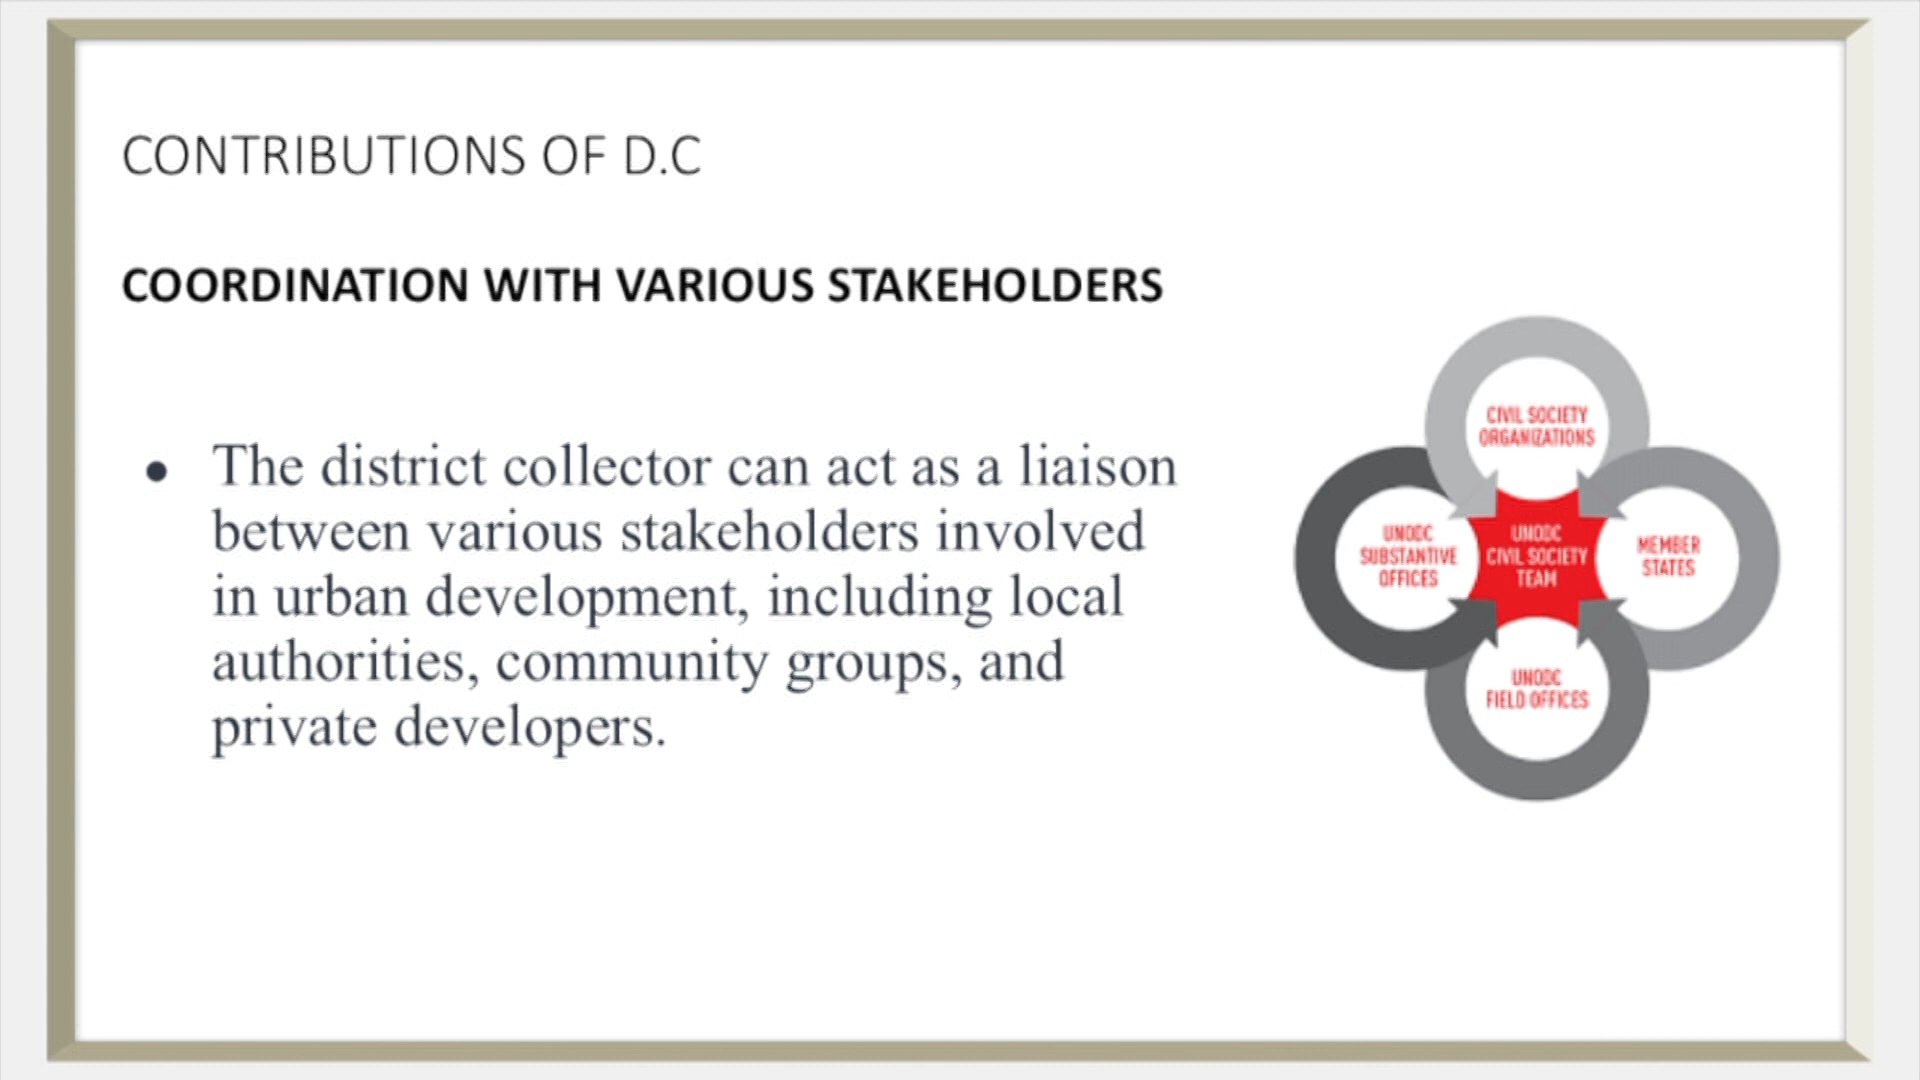 CONTRIBUTIONS OF D.C
COORDINATION WITH VARIOUS STAKEHOLDERS
• The district collector can act as a liaison
between various stakeholders involved
in urban development, including local
authorities, community groups, and
private developers.
CIVIL SOCIETY
ORGANIZATIONS
UNODC
SUBSTANTIVE
OFFICES
UNODC
CIVIL SOCIETY
TEAM
MEMBER
STATES
UNODC
FIELD OFFICES